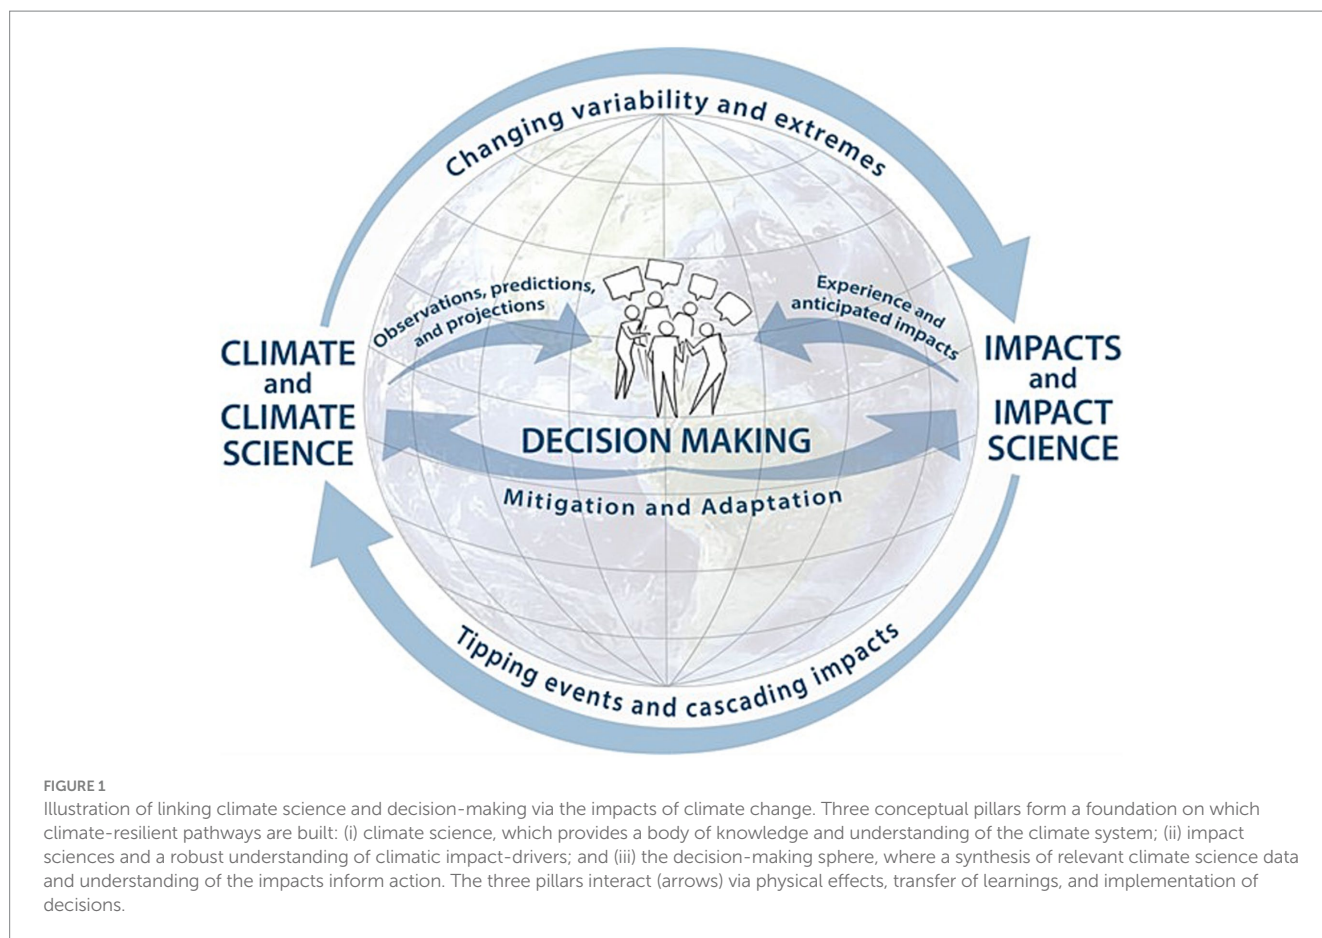 Changing variability and extremes
Observations, predictions,
and projections
Experience and
anticipated impacts
CLIMATE
and
CLIMATE
SCIENCE
IMPACTS
and
IMPACT
SCIENCE
DECISION MAKING
Mitigation and Adaptation
Tipping events and cascading impacts
FIGURE 1
Illustration of linking climate science and decision-making via the impacts of climate change. Three conceptual pillars form a foundation on which
climate-resilient pathways are built: (i) climate science, which provides a body of knowledge and understanding of the climate system; (ii) impact
sciences and a robust understanding of climatic impact-drivers; and (iii) the decision-making sphere, where a synthesis of relevant climate science data
and understanding of the impacts inform action. The three pillars interact (arrows) via physical effects, transfer of learnings, and implementation of
decisions.